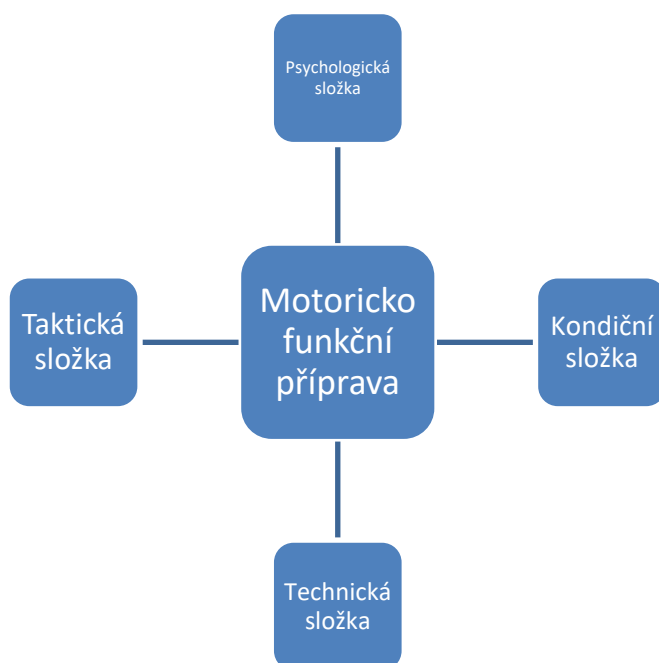 Psychologická
složka
Motoricko
funkční
příprava
Taktická
složka
Kondiční
složka
Technická
složka